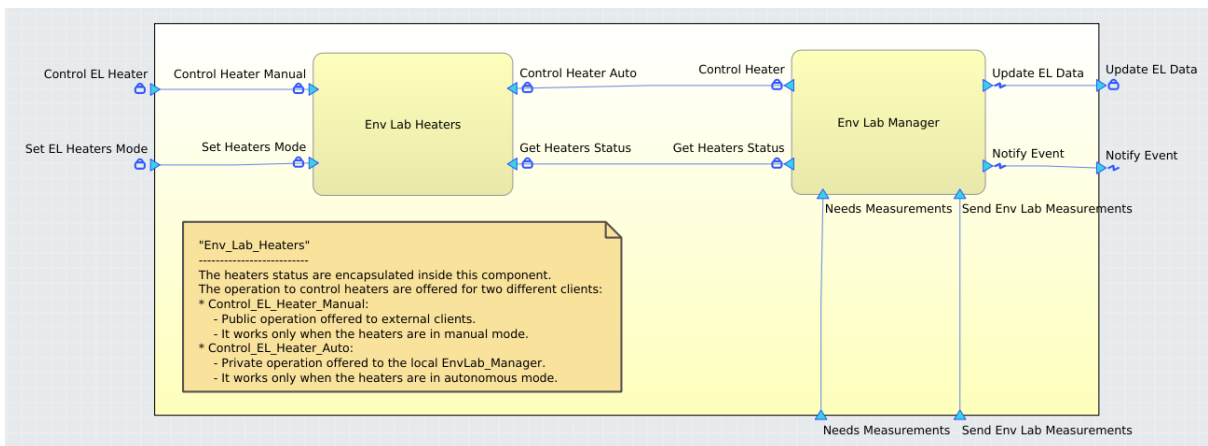 Control EL Heater
Control Heater Manual
Control Heater Auto
Control Heater
Update EL Data
Update EL Data
Env Lab Heaters
Env Lab Manager
Set EL Heaters Mode
Set Heaters Mode
Get Heaters Status
Get Heaters Status
Notify Event
Notify Event
Needs Measurements
Send Env Lab Measurements
"Env_Lab_Heaters"
--------------------------
The heaters status are encapsulated inside this component.
The operation to control heaters are offered for two different clients:
* Control_EL_Heater_Manual:
- Public operation offered to external clients.
- It works only when the heaters are in manual mode.
* Control_EL_Heater_Auto:
- Private operation offered to the local EnvLab_Manager.
- It works only when the heaters are in autonomous mode.
Needs Measurements
Send Env Lab Measurements